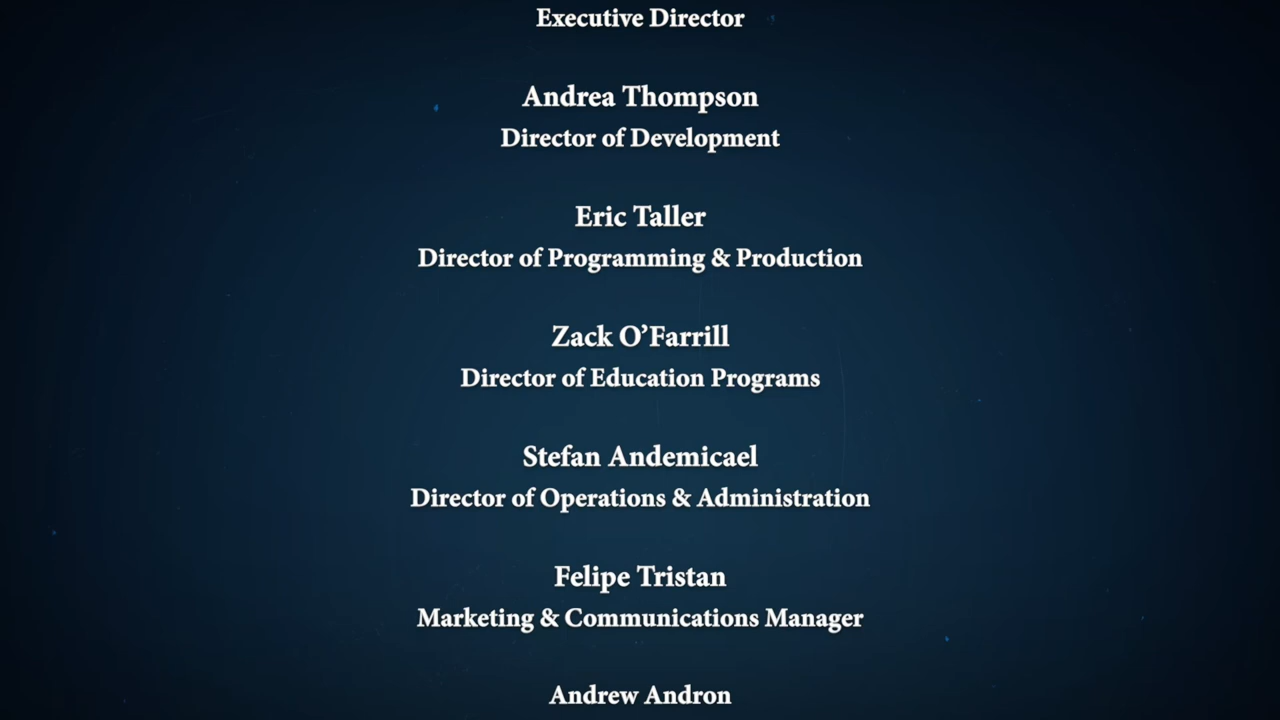 Executive Director
Andrea Thompson
Director of Development
Eric Taller
Director of Programming & Production
Zack O’Farrill
Director of Education Programs
Stefan Andemicael
Director of Operations & Administration
Felipe Tristan
Marketing & Communications Manager
Andrew Andron